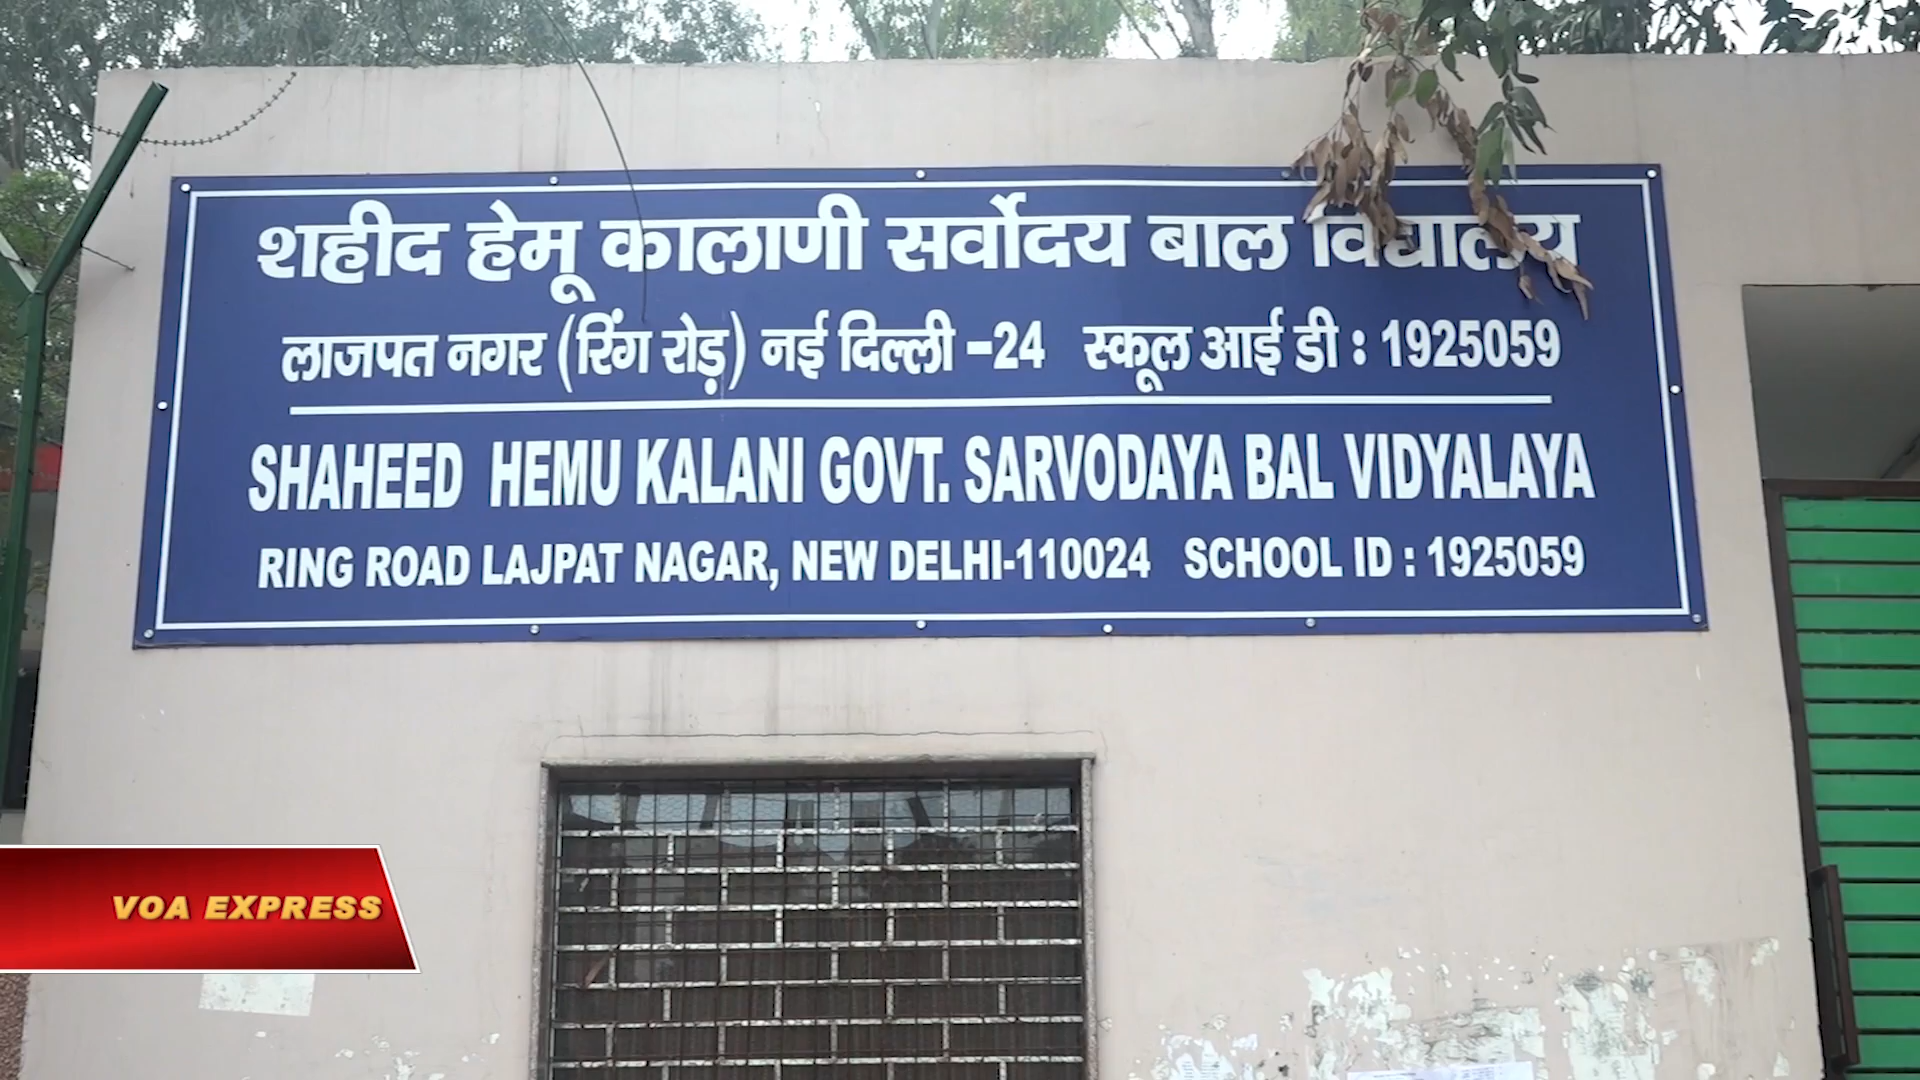 शहीद हेमू कालाणी सर्वोदय बाल विद्यालय
लाजपत नगर (रिंग रोड़) नई दिल्ली -24 स्कूल आई डी : 1925059
SHAHEED HEMU KALANI GOVT. SARVODAYA BAL VIDYALAYA
RING ROAD LAJPAT NAGAR, NEW DELHI-110024 SCHOOL ID : 1925059
VOA EXPRESS